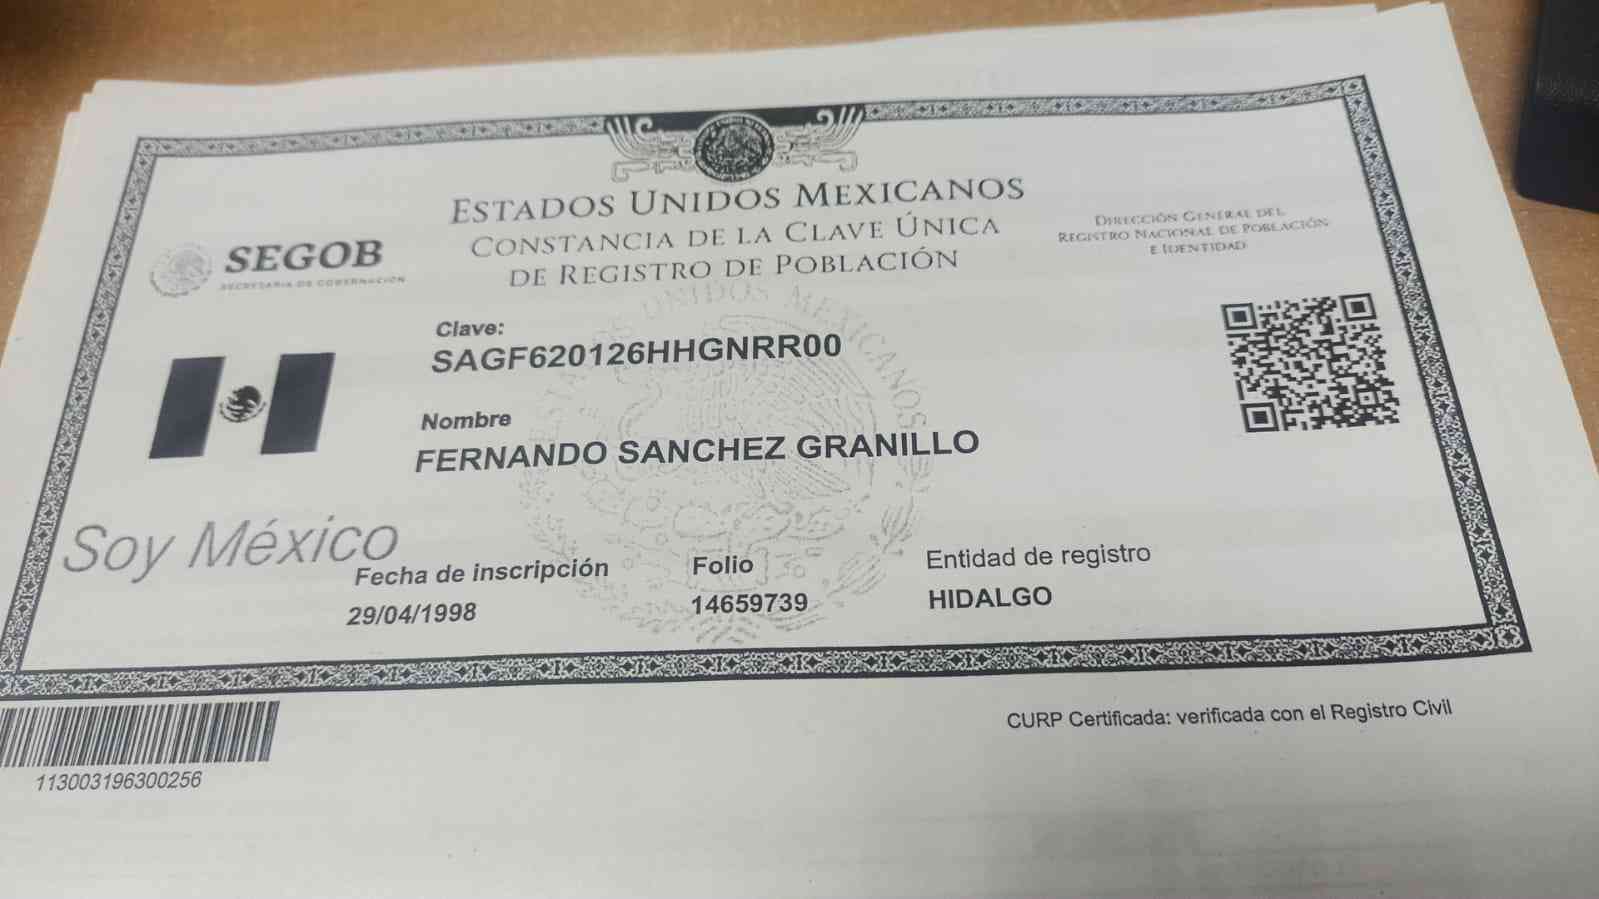 ESTADOS UNIDOS MEXICANOS
CONSTANCIA DE LA CLAVE ÚNICA
DE REGISTRO DE POBLACIÓN
SEGOB
SECRETARÍA DE GOBERNACIÓN
DIRECCIÓN GENERAL DEL
REGISTRO NACIONAL DE POBLACIÓN
E IDENTIDAD
Clave:
SAGF620126HHGNRR00
Nombre
FERNANDO SANCHEZ GRANILLO
Soy México
Fecha de inscripción
29/04/1998
Folio
14659739
Entidad de registro
HIDALGO
113003196300256
CURP Certificada: verificada con el Registro Civil